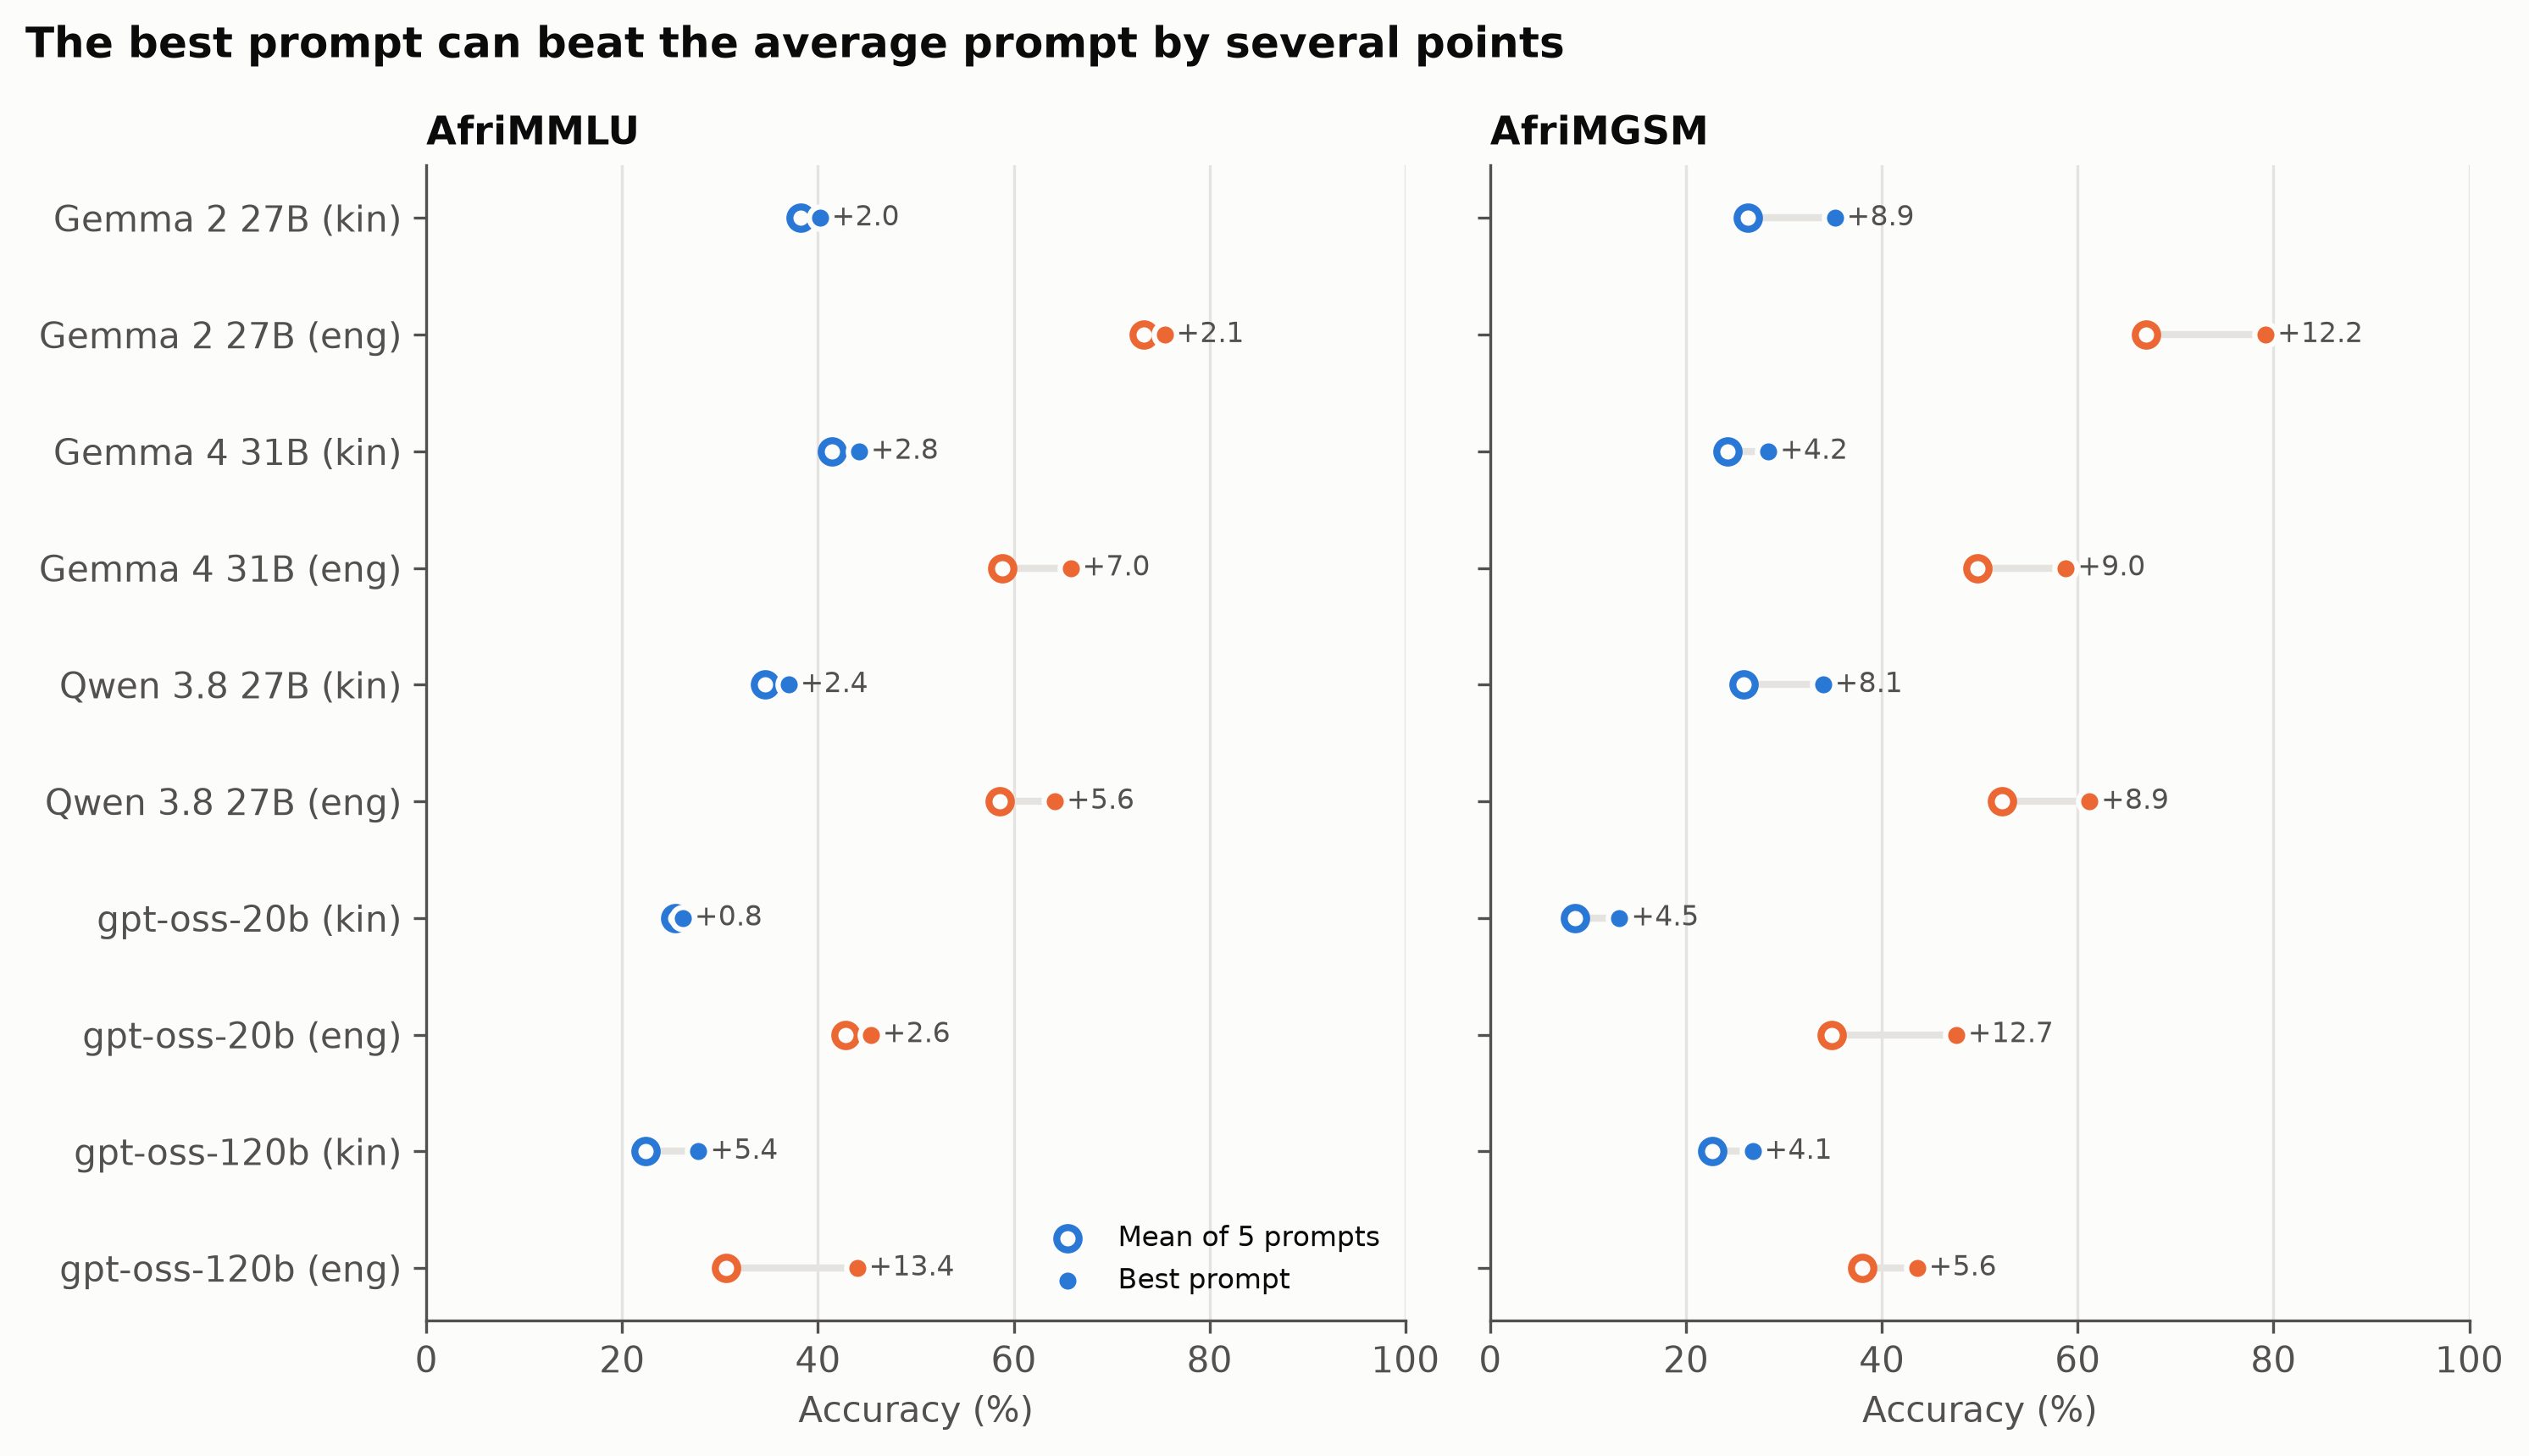 The best prompt can beat the average prompt by several points
AfriMMLU
AfriMGSM
Gemma 2 27B (kin)
+2.0
+8.9
Gemma 2 27B (eng)
+2.1
+12.2
Gemma 4 31B (kin)
+2.8
+4.2
Gemma 4 31B (eng)
+7.0
+9.0
Qwen 3.8 27B (kin)
+2.4
+8.1
Qwen 3.8 27B (eng)
+5.6
+8.9
gpt-oss-20b (kin)
+0.8
+4.5
gpt-oss-20b (eng)
+2.6
+12.7
gpt-oss-120b (kin)
+5.4
+4.1
gpt-oss-120b (eng)
+13.4
+5.6
Mean of 5 prompts
Best prompt
0 20 40 60 80 100
0 20 40 60 80 100
Accuracy (%)
Accuracy (%)